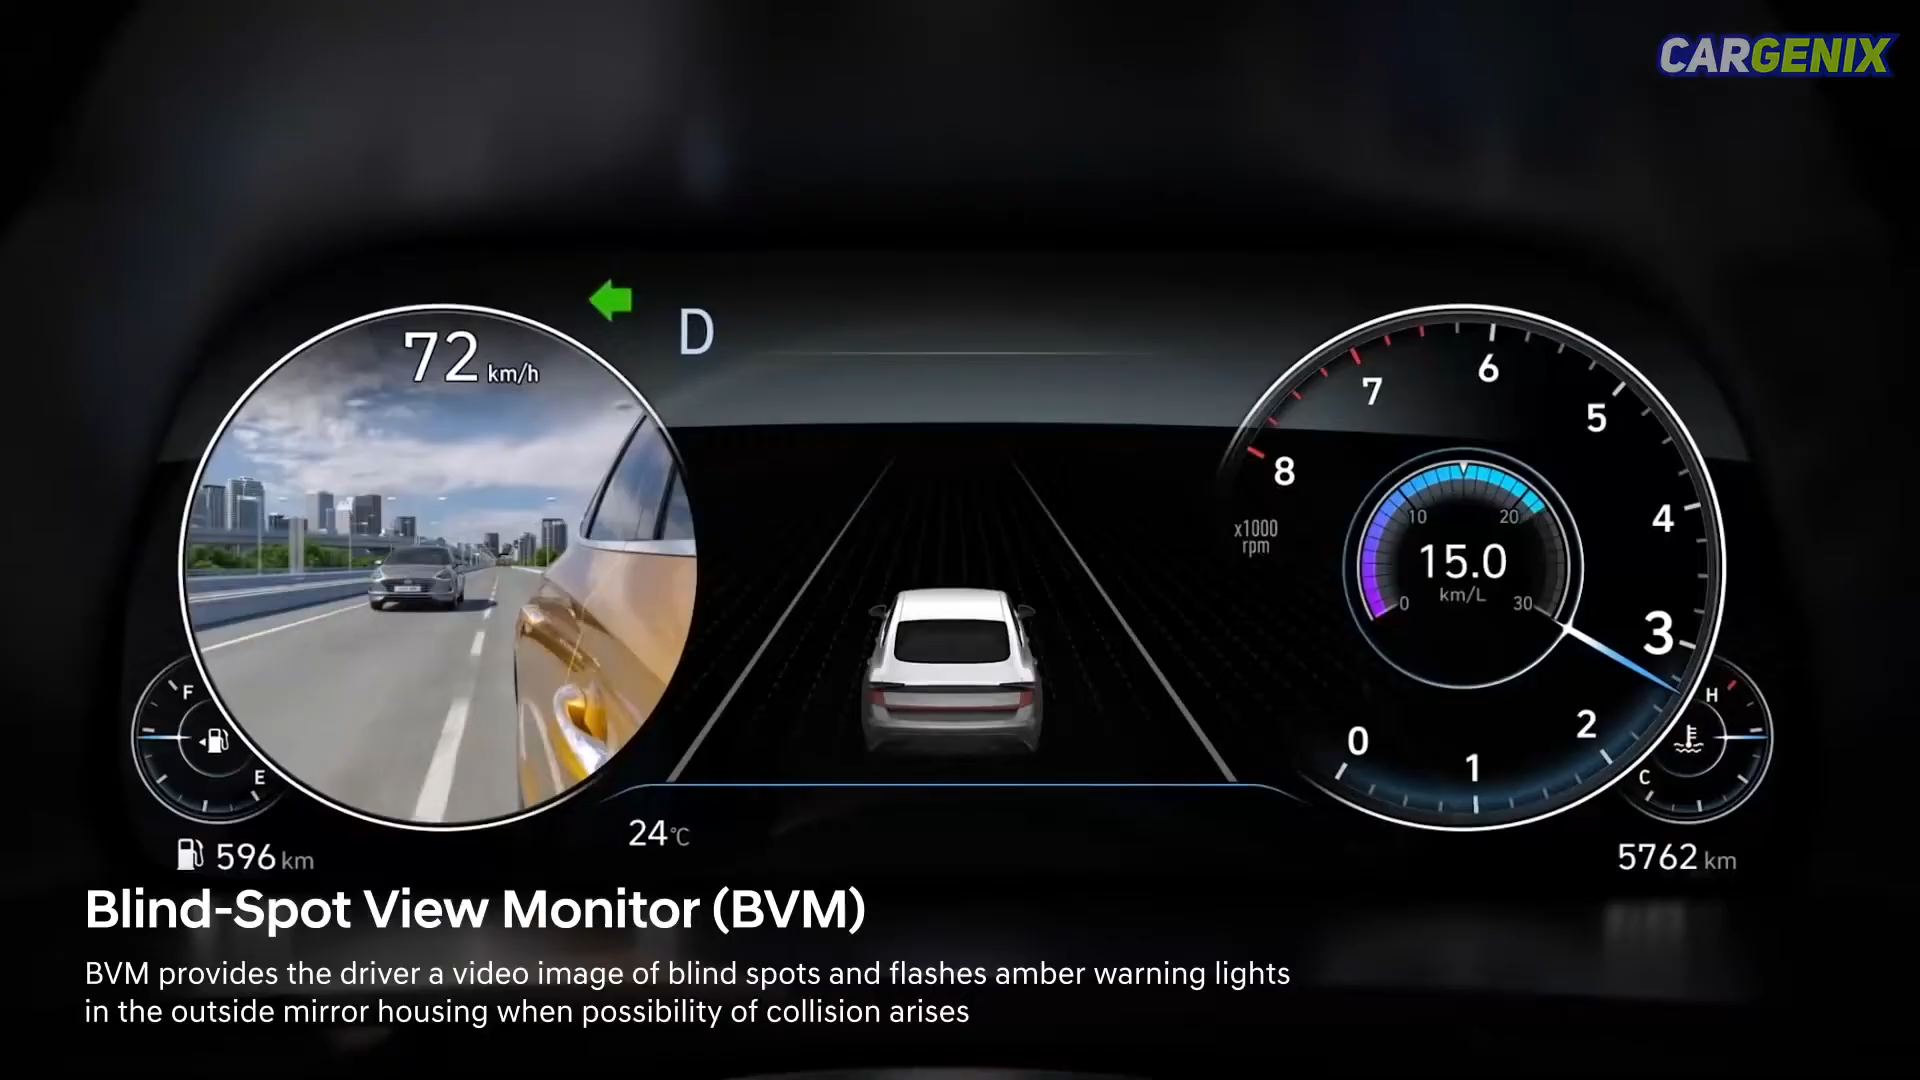 CARGENIX
72 km/h
D
F
E
596 km
24°C
8
7
6
5
4
3
2
1
0
x1000
rpm
10
20
15.0
km/L
0
30
H
C
5762 km
Blind-Spot View Monitor (BVM)
BVM provides the driver a video image of blind spots and flashes amber warning lights
in the outside mirror housing when possibility of collision arises